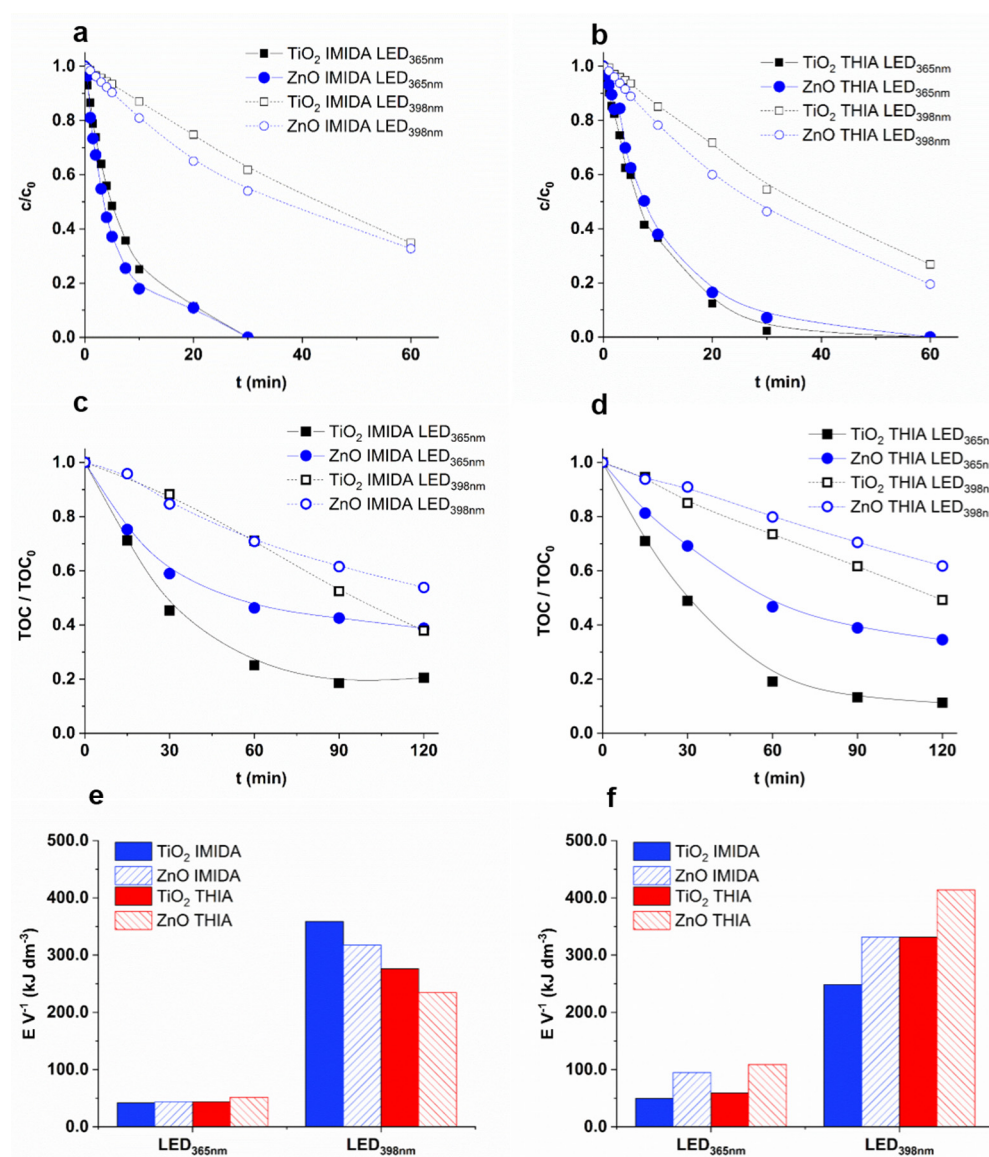 a
TiO2 IMIDA LED365nm
ZnO IMIDA LED365nm
TiO2 IMIDA LED398nm
ZnO IMIDA LED398nm
1.0
0.8
0.6
0.4
0.2
0.0
c/c0
0
20
40
60
t (min)
b
TiO2 THIA LED365nm
ZnO THIA LED365nm
TiO2 THIA LED398nm
ZnO THIA LED398nm
1.0
0.8
0.6
0.4
0.2
0.0
c/c0
0
20
40
60
t (min)
c
TiO2 IMIDA LED365nm
ZnO IMIDA LED365nm
TiO2 IMIDA LED398nm
ZnO IMIDA LED398nm
1.0
0.8
0.6
0.4
0.2
0.0
TOC / TOC0
0
30
60
90
120
t (min)
d
TiO2 THIA LED365n
ZnO THIA LED365n
TiO2 THIA LED398n
ZnO THIA LED398n
1.0
0.8
0.6
0.4
0.2
0.0
TOC / TOC0
0
30
60
90
120
t (min)
e
TiO2 IMIDA
ZnO IMIDA
TiO2 THIA
ZnO THIA
500.0
400.0
300.0
200.0
100.0
0.0
E V-1 (kJ dm-3)
LED365nm
LED398nm
f
TiO2 IMIDA
ZnO IMIDA
TiO2 THIA
ZnO THIA
500.0
400.0
300.0
200.0
100.0
0.0
E V-1 (kJ dm-3)
LED365nm
LED398nm